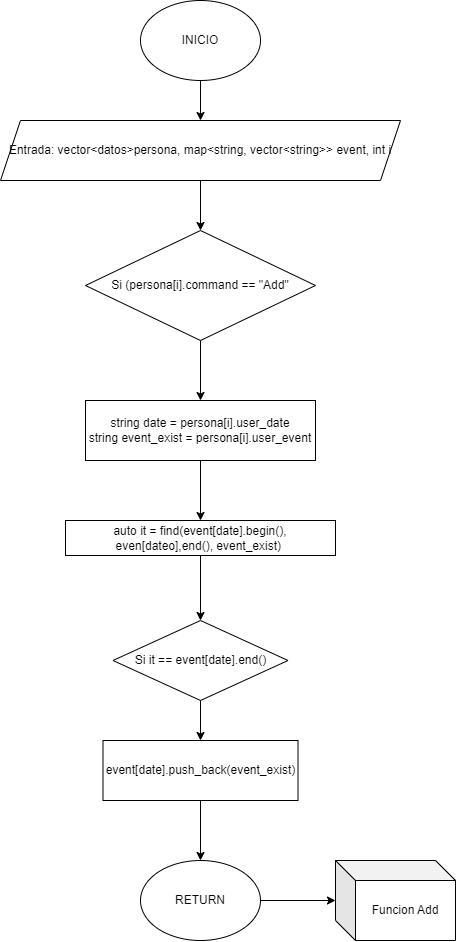 INICIO
Entrada: vector<datos>persona, map<string, vector<string>> event, int i
Si (persona[i].command == "Add"
string date = persona[i].user_date
string event_exist = persona[i].user_event
auto it = find(event[date].begin(),
even[dateo],end(), event_exist)
Si it == event[date].end()
event[date].push_back(event_exist)
RETURN
Funcion Add